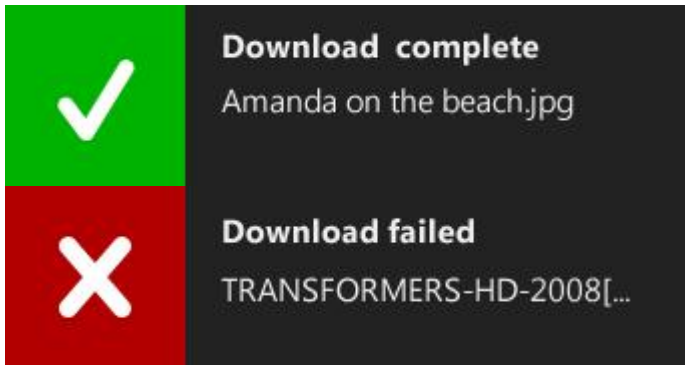 Download complete
Amanda on the beach.jpg
Download failed
TRANSFORMERS-HD-2008[...